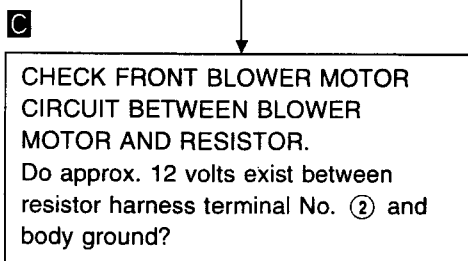 C
CHECK FRONT BLOWER MOTOR
CIRCUIT BETWEEN BLOWER
MOTOR AND RESISTOR.
Do approx. 12 volts exist between
resistor harness terminal No. ② and
body ground?